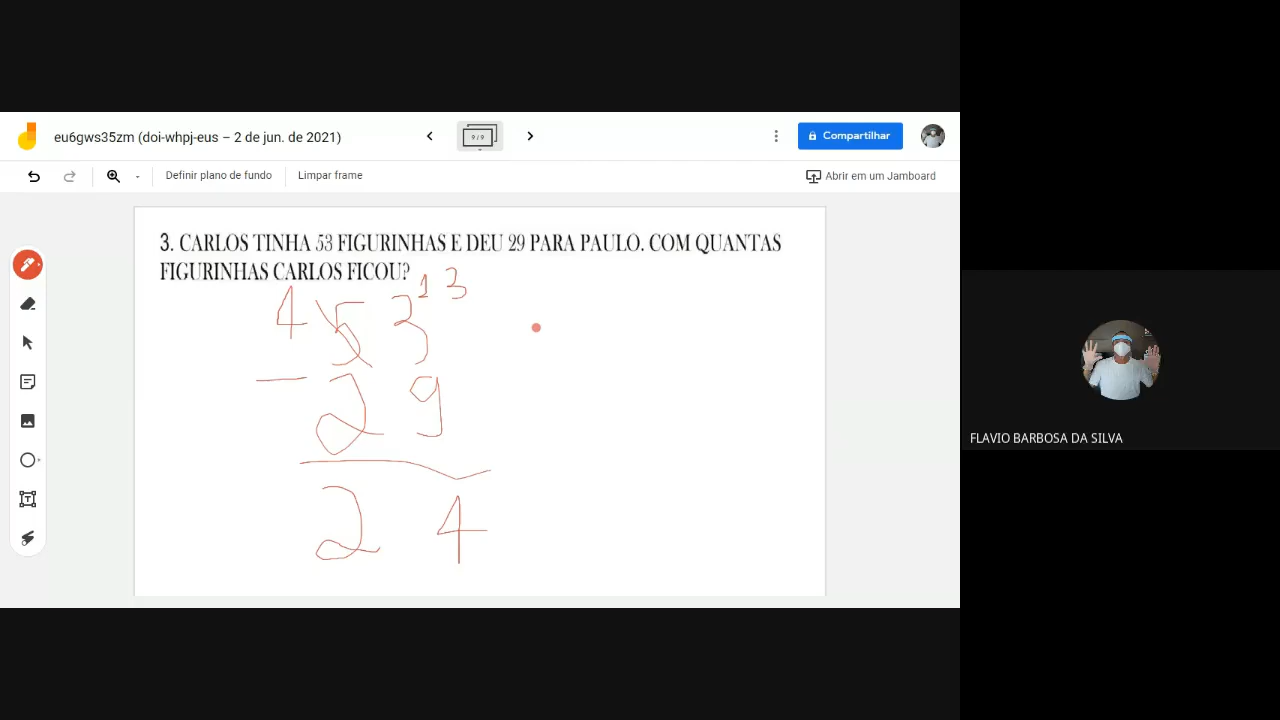 eu6gws35zm (doi-whpj-eus – 2 de jun. de 2021)
9/9
Compartilhar
Definir plano de fundo
Limpar frame
Abrir em um Jamboard
3. CARLOS TINHA 53 FIGURINHAS E DEU 29 PARA PAULO. COM QUANTAS
FIGURINHAS CARLOS FICOU?
4 5 3 13
- 2 9
2 4
FLAVIO BARBOSA DA SILVA